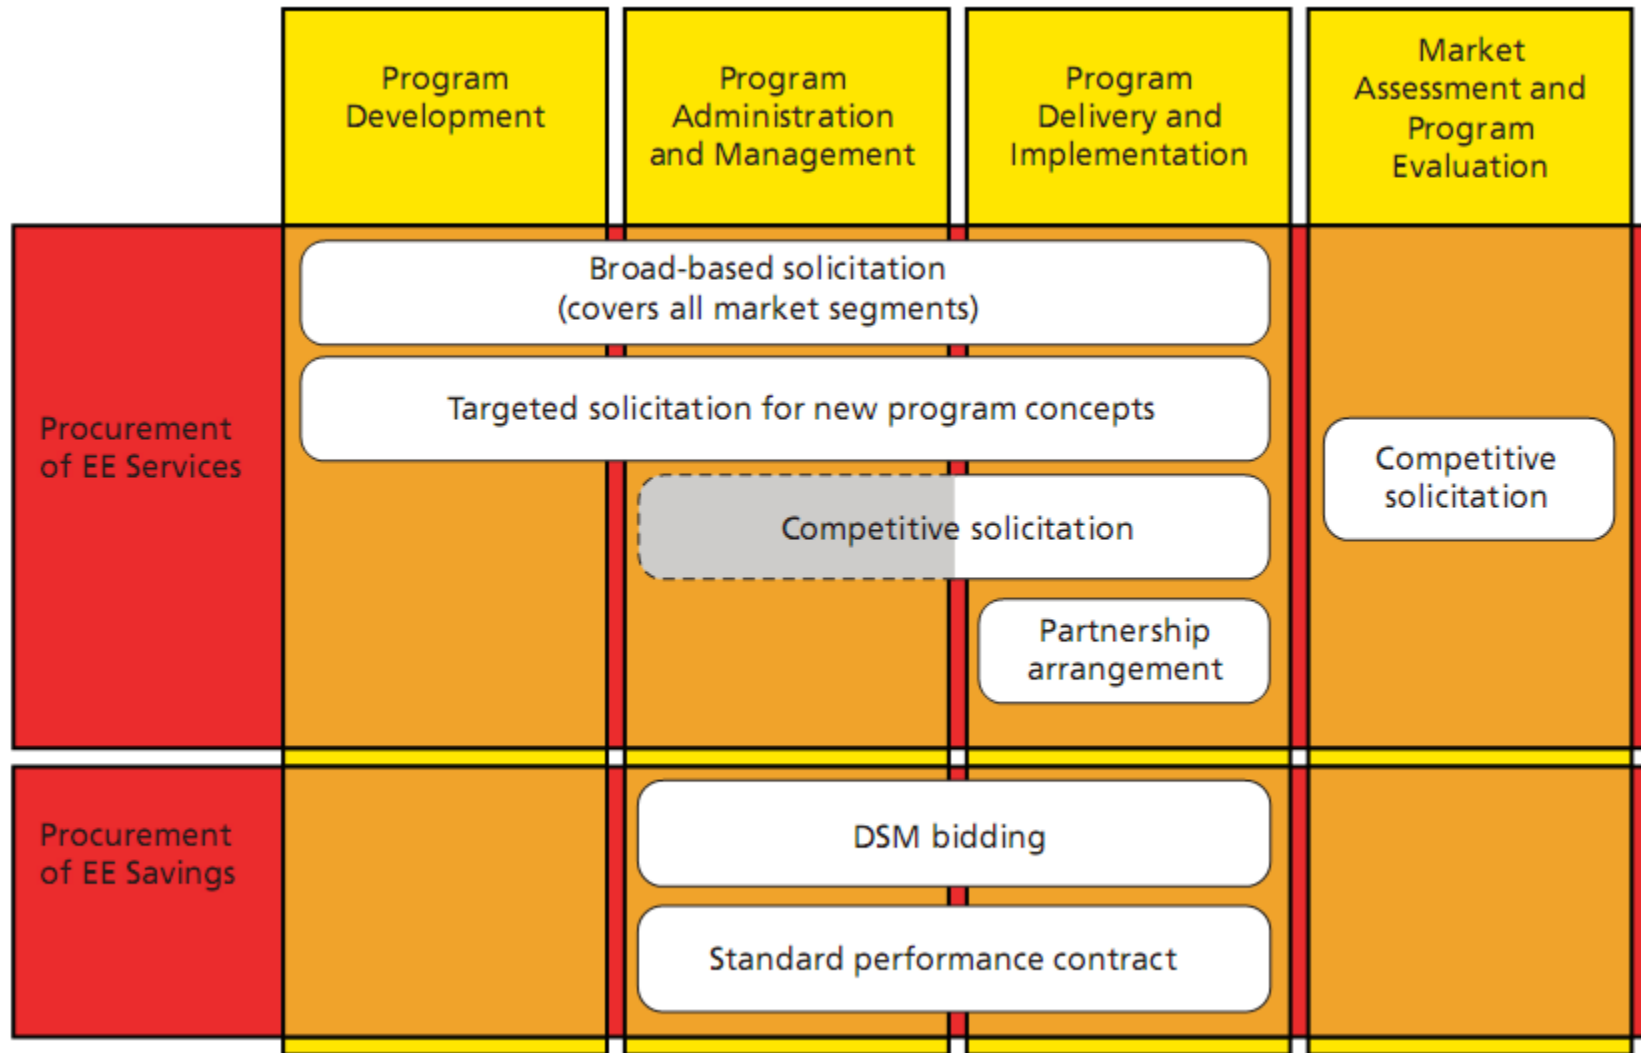 Program
Development
Program
Administration
and Management
Program
Delivery and
Implementation
Market
Assessment and
Program
Evaluation
Procurement
of EE Services
Broad-based solicitation
(covers all market segments)
Targeted solicitation for new program concepts
Competitive solicitation
Partnership
arrangement
Competitive
solicitation
Procurement
of EE Savings
DSM bidding
Standard performance contract